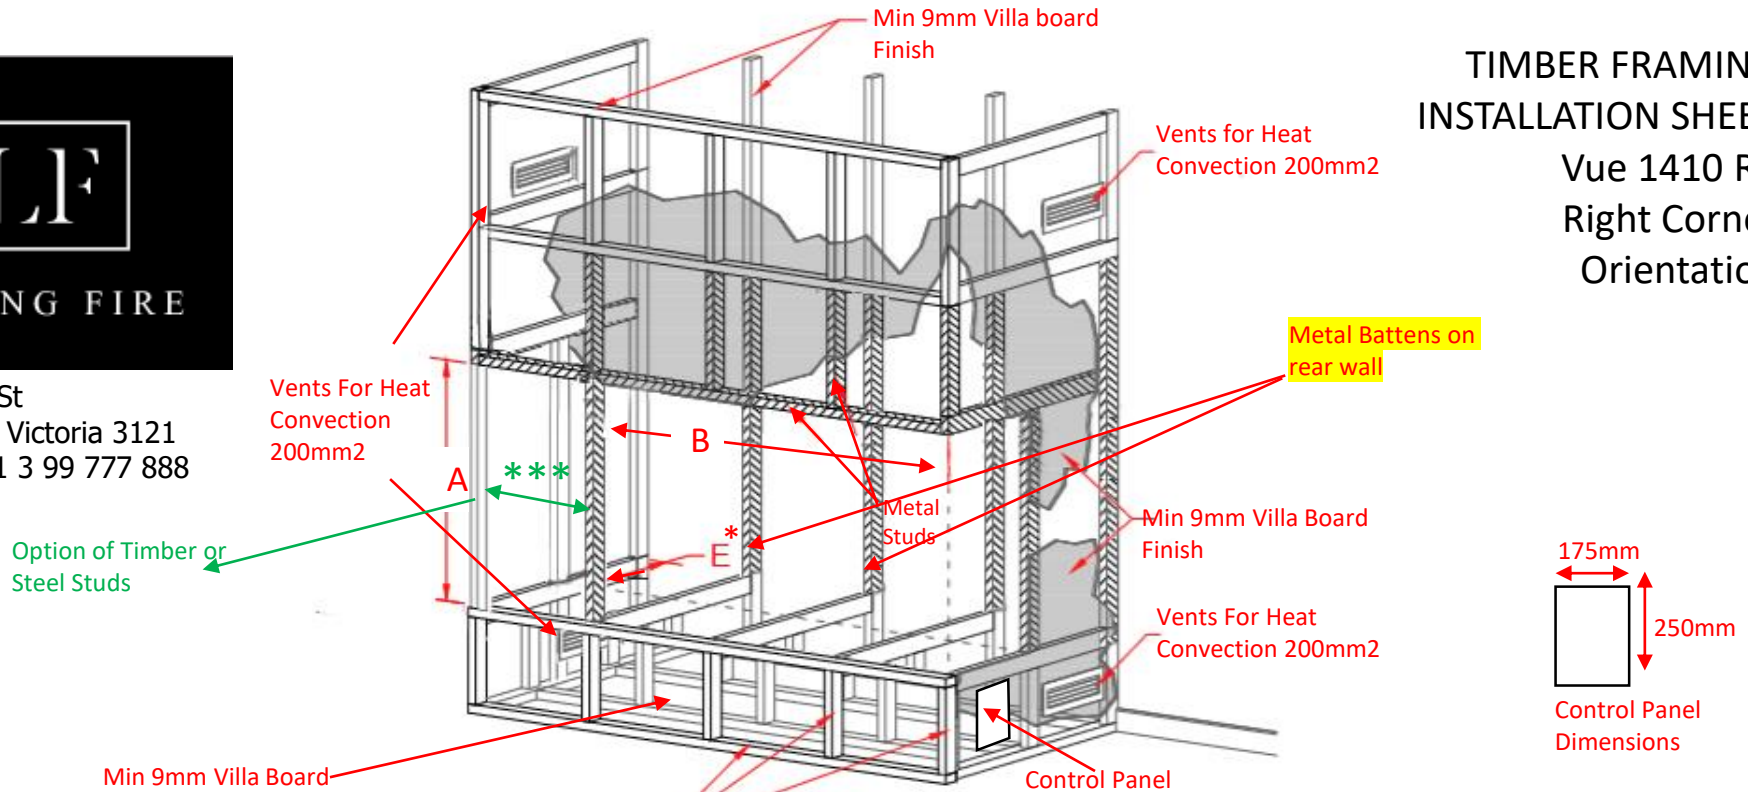 Min 9mm Villa board
Finish
TIMBER FRAMIN
INSTALLATION SHEE
Vue 1410 R
Right Corne
Orientatio
LF
NG FIRE
St
Victoria 3121
1 3 99 777 888
Vents for Heat
Convection 200mm2
Vents For Heat
Convection
200mm2
Metal Battens on
rear wall
A
***
B
E*
Metal
Studs
Option of Timber or
Steel Studs
Min 9mm Villa Board
Finish
175mm
250mm
Control Panel
Dimensions
Vents For Heat
Convection 200mm2
Min 9mm Villa Board
Control Panel